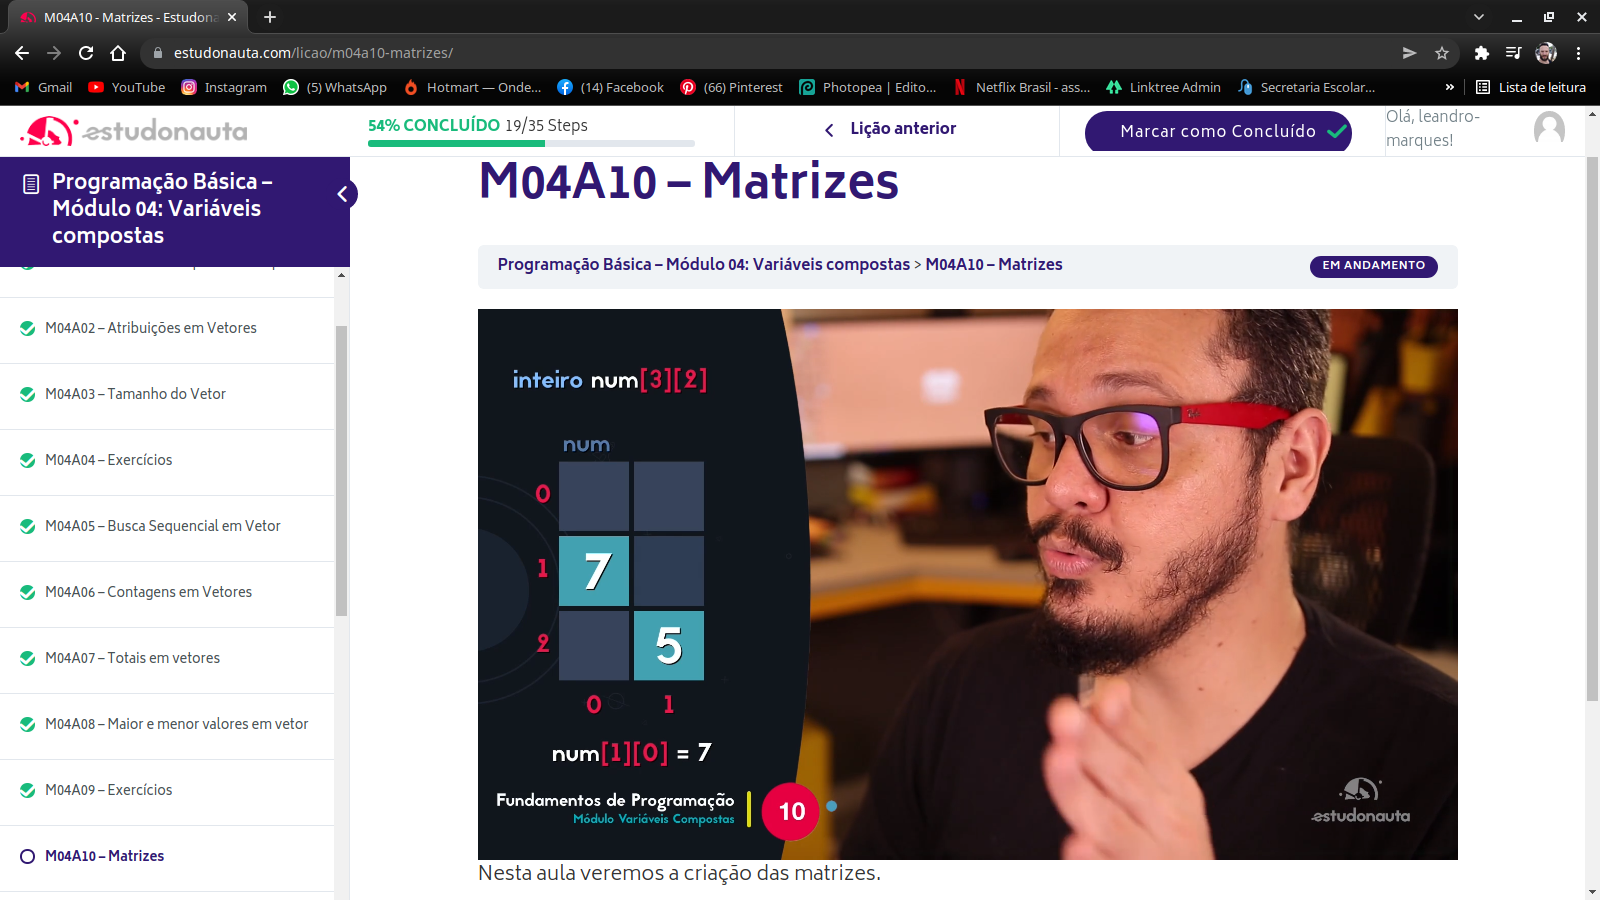 M04A10 - Matrizes - Estudona
estudonauta.com/licao/m04a10-matrizes/
Gmail
YouTube
Instagram
(5) WhatsApp
Hotmart — Onde...
(14) Facebook
(66) Pinterest
Photopea | Edito...
Netflix Brasil - ass...
Linktree Admin
Secretaria Escolar...
»
Lista de leitura
estudonauta
54% CONCLUÍDO 19/35 Steps
Lição anterior
Marcar como Concluído
Olá, leandro-
marques!
Programação Básica –
Módulo 04: Variáveis
compostas
M04A02 – Atribuições em Vetores
M04A03 – Tamanho do Vetor
M04A04 – Exercícios
M04A05 – Busca Sequencial em Vetor
M04A06 – Contagens em Vetores
M04A07 – Totais em vetores
M04A08 – Maior e menor valores em vetor
M04A09 – Exercícios
M04A10 – Matrizes
M04A10 – Matrizes
Programação Básica – Módulo 04: Variáveis compostas > M04A10 – Matrizes
EM ANDAMENTO
inteiro num[3][2]
num
0
1 7
2 5
0 1
num[1][0] = 7
Fundamentos de Programação
Módulo Variáveis Compostas
10
estudonauta
Nesta aula veremos a criação das matrizes.